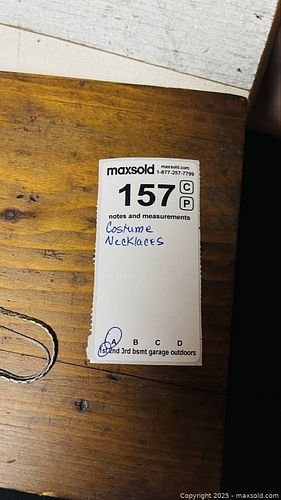 maxsold maxsold.com
1-877-257-7799
157 C
P
notes and measurements
Costume
Necklaces
A B C D
1st 2nd 3rd bsmt garage outdoors
Copyright 2025 - maxsold.com